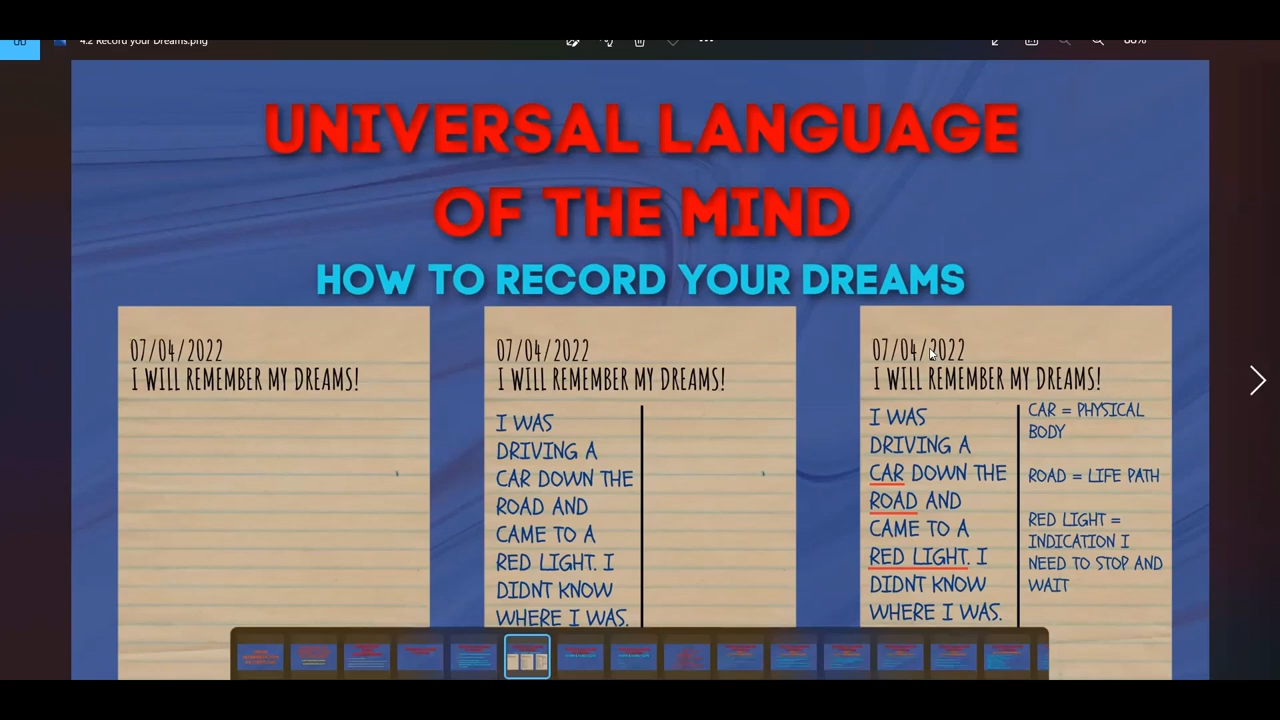 4.2 Record your Dreams.png
UNIVERSAL LANGUAGE
OF THE MIND
HOW TO RECORD YOUR DREAMS
07/04/2022
I WILL REMEMBER MY DREAMS!
07/04/2022
I WILL REMEMBER MY DREAMS!
I WAS
DRIVING A
CAR DOWN THE
ROAD AND
CAME TO A
RED LIGHT. I
DIDNT KNOW
WHERE I WAS.
07/04/2022
I WILL REMEMBER MY DREAMS!
I WAS
DRIVING A
CAR DOWN THE
ROAD AND
CAME TO A
RED LIGHT. I
DIDNT KNOW
WHERE I WAS.
CAR = PHYSICAL
BODY
ROAD = LIFE PATH
RED LIGHT =
INDICATION I
NEED TO STOP AND
WAIT